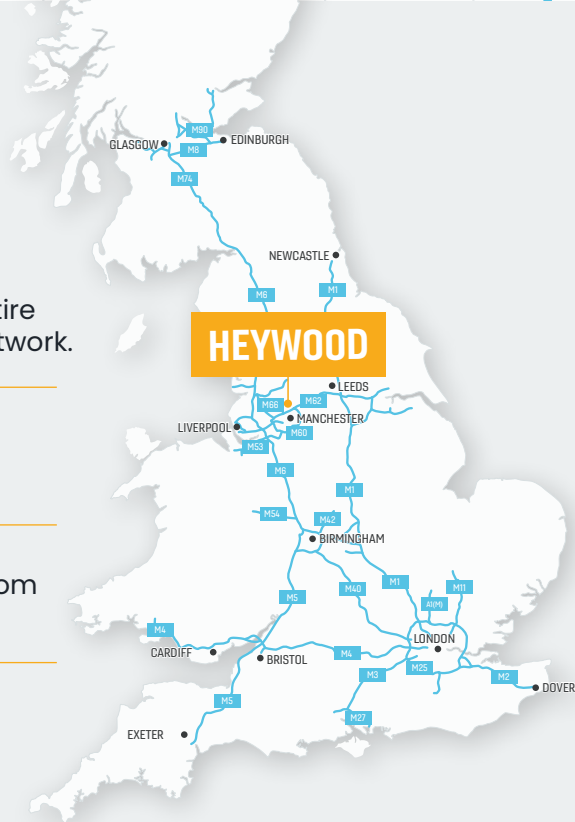 M90
GLASGOW
EDINBURGH
M8
M74
NEWCASTLE
M6
M1
tire
twork.
HEYWOOD
LEEDS
M66
M62
MANCHESTER
LIVERPOOL
M60
M53
M6
M1
M54
M42
BIRMINGHAM
om
M5
M40
M1
M11
A1(M)
M4
LONDON
CARDIFF
BRISTOL
M4
M25
M3
M2
DOVER
M5
M27
EXETER